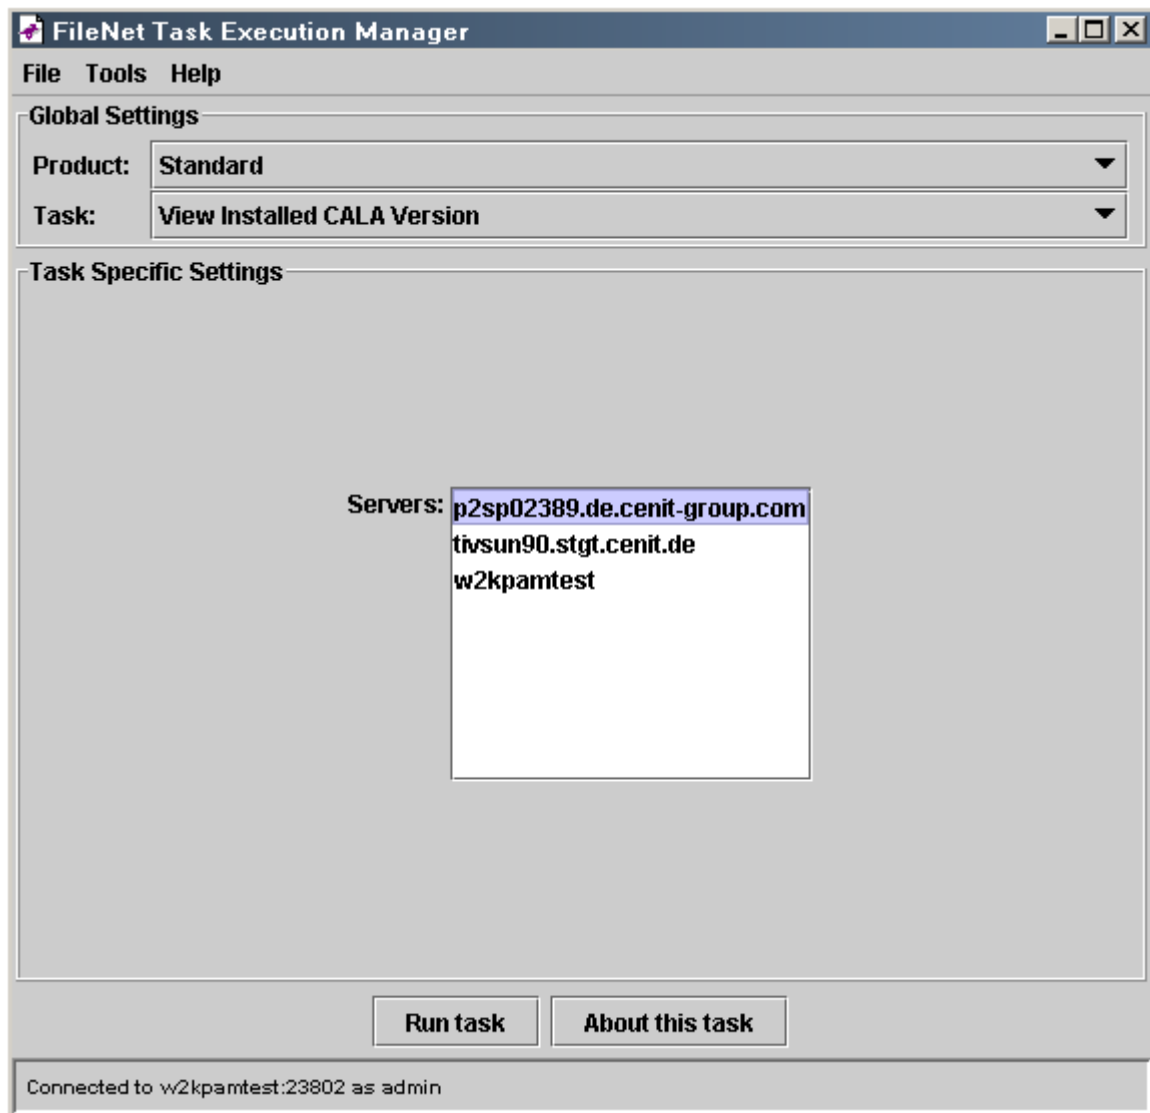 FileNet Task Execution Manager
File Tools Help
Global Settings
Product: Standard
Task: View Installed CALA Version
Task Specific Settings
Servers: p2sp02389.de.cenit-group.com
tivsun90.stgt.cenit.de
w2kpamtest
Run task About this task
Connected to w2kpamtest:23802 as admin